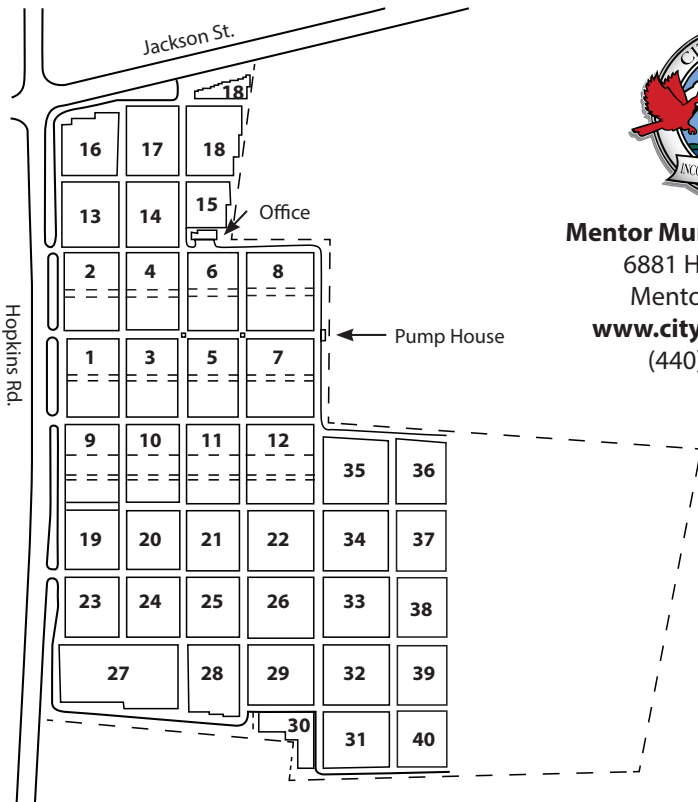 Jackson St.
18
16 17 18
13 14 15
Office
2 4 6 8
Hopkins Rd.
Pump House
1 3 5 7
9 10 11 12
35 36
19 20 21 22 34 37
23 24 25 26 33 38
27 28 29 32 39
30 31 40
Mentor
6881
www.city
(440)